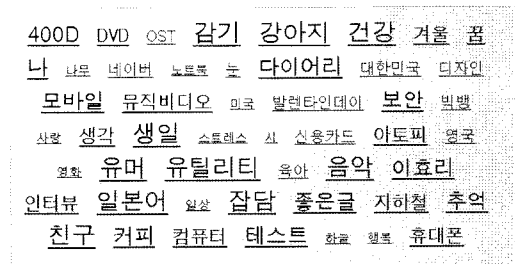 400D DVD OST 감기 강아지 건강 겨울 꿈
나 나무 네이버 노트북 눈 다이어리 대한민국 디자인
모바일 뮤직비디오 미국 발렌타인데이 보안 빅뱅
사랑 생각 생일 스트레스 시 신용카드 아토피 영국
영화 유머 유틸리티 육아 음악 이효리
인터뷰 일본어 일상 잡담 좋은글 지하철 추억
친구 커피 컴퓨터 테스트 한글 행복 휴대폰